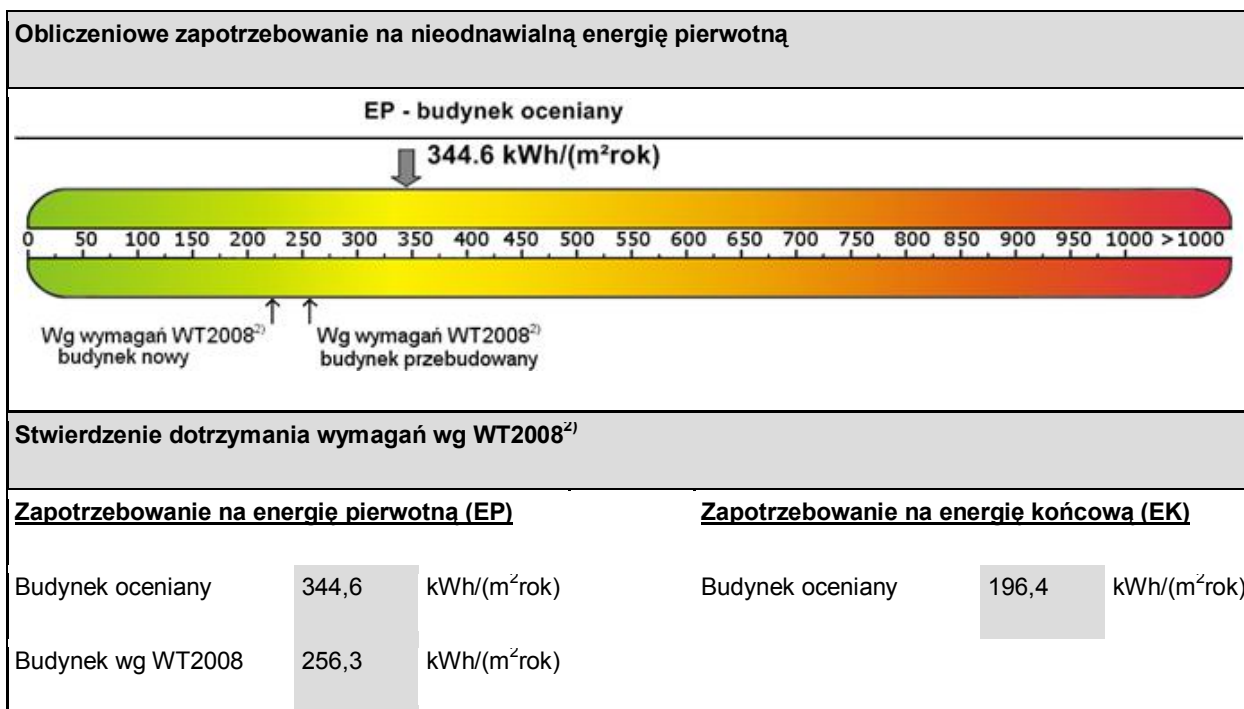 Obliczeniowe zapotrzebowanie na nieodnawialną energię pierwotną
EP - budynek oceniany
344.6 kWh/(m²rok)
0 50 100 150 200 250 300 350 400 450 500 550 600 650 700 750 800 850 900 950 1000 >1000
Wg wymagań WT2008²⁾ budynek nowy
Wg wymagań WT2008²⁾ budynek przebudowany
Stwierdzenie dotrzymania wymagań wg WT2008²⁾
Zapotrzebowanie na energię pierwotną (EP) Zapotrzebowanie na energię końcową (EK)
Budynek oceniany 344,6 kWh/(m²rok) Budynek oceniany 196,4 kWh/(m²rok)
Budynek wg WT2008 256,3 kWh/(m²rok)